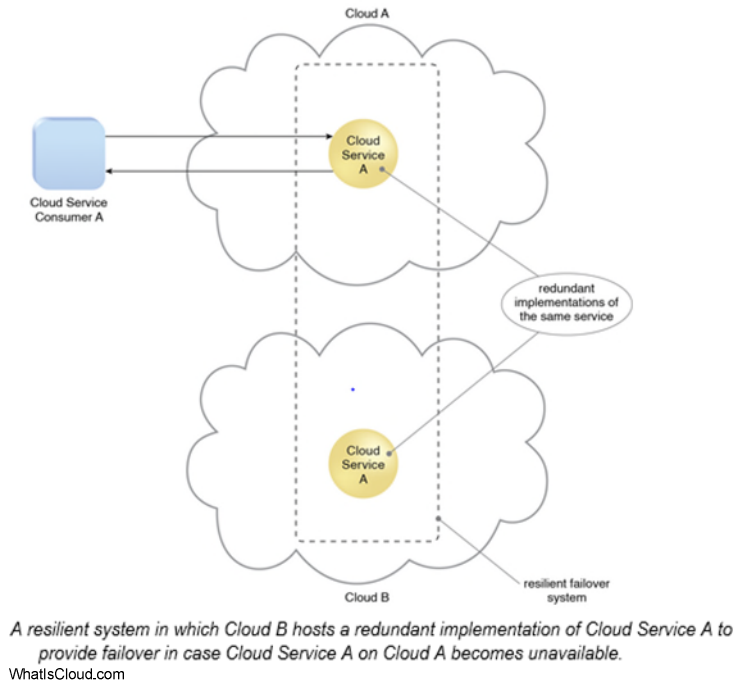 Cloud A
Cloud
Service
A
Cloud Service
Consumer A
redundant
implementations of
the same service
Cloud
Service
A
resilient failover
system
Cloud B
A resilient system in which Cloud B hosts a redundant implementation of Cloud Service A to
provide failover in case Cloud Service A on Cloud A becomes unavailable.
WhatIsCloud.com